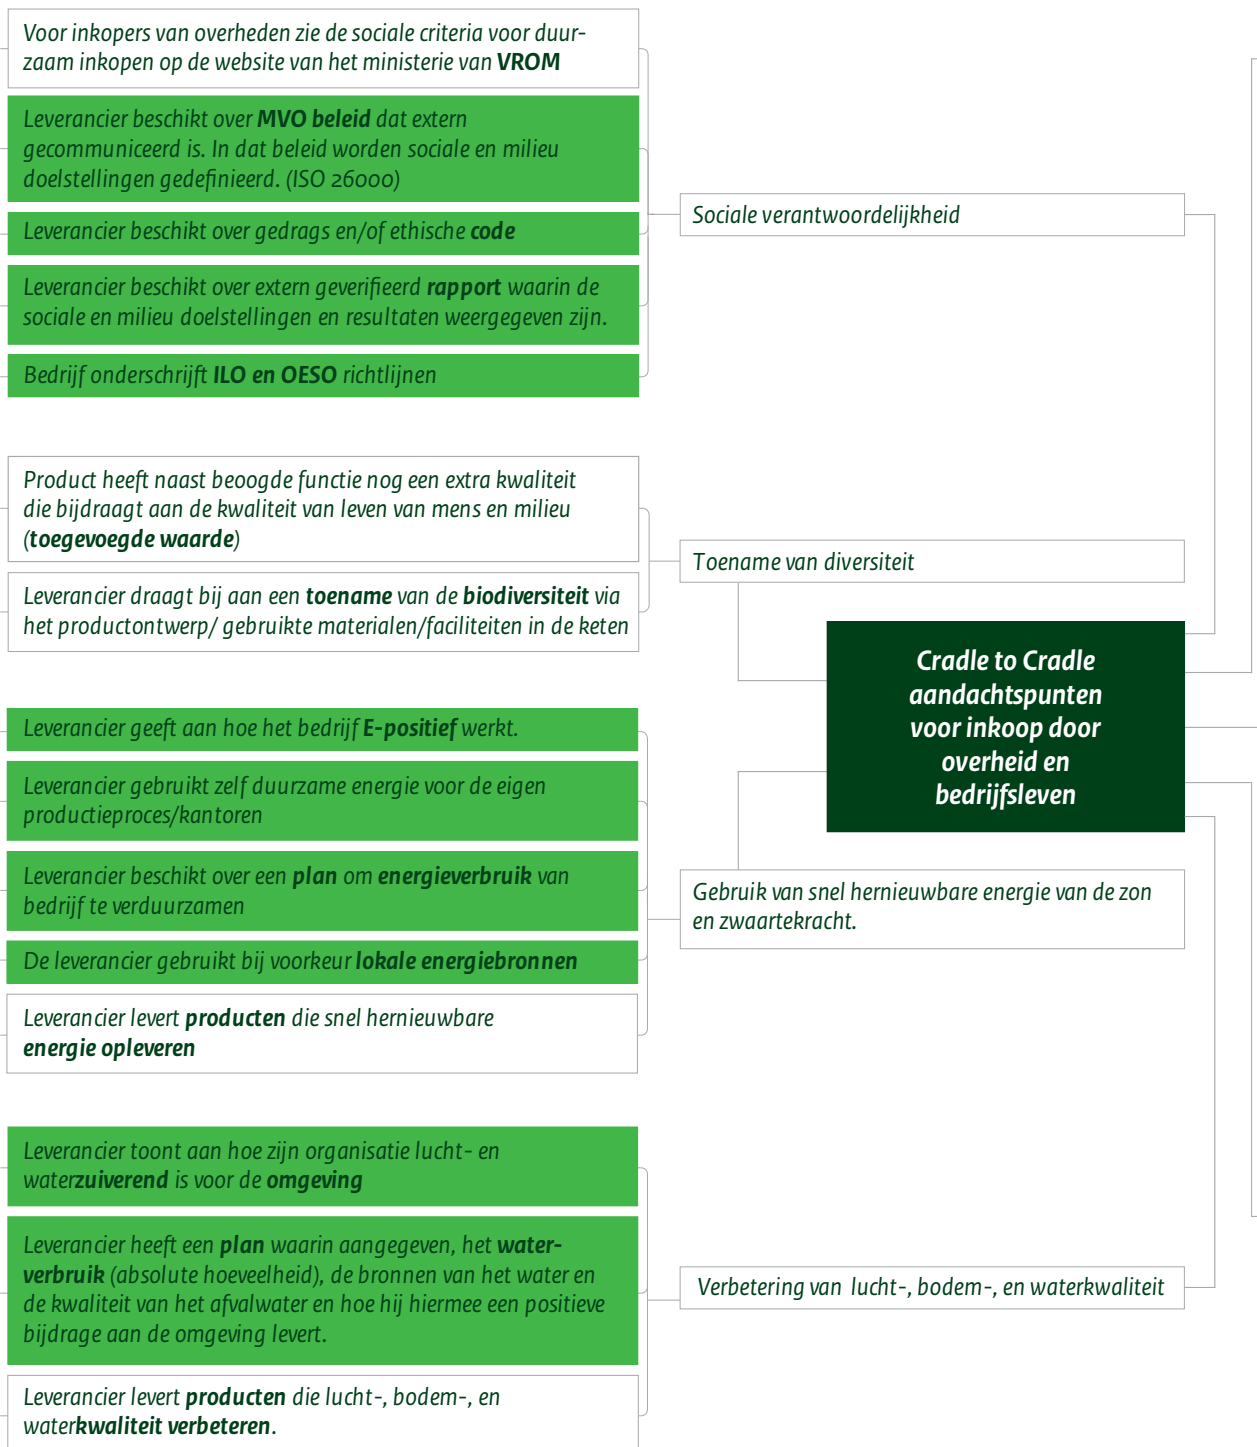 Voor inkopers van overheden zie de sociale criteria voor duur-
zaam inkopen op de website van het ministerie van VROM
Leverancier beschikt over MVO beleid dat extern
gecommuniceerd is. In dat beleid worden sociale en milieu
doelstellingen gedefinieerd. (ISO 26000)
Leverancier beschikt over gedrags en/of ethische code
Leverancier beschikt over extern geverifieerd rapport waarin de
sociale en milieu doelstellingen en resultaten weergegeven zijn.
Bedrijf onderschrijft ILO en OESO richtlijnen
Sociale verantwoordelijkheid
Product heeft naast beoogde functie nog een extra kwaliteit
die bijdraagt aan de kwaliteit van leven van mens en milieu
(toegevoegde waarde)
Leverancier draagt bij aan een toename van de biodiversiteit via
het productontwerp/ gebruikte materialen/faciliteiten in de keten
Toename van diversiteit
Cradle to Cradle
aandachtspunten
voor inkoop door
overheid en
bedrijfsleven
Leverancier geeft aan hoe het bedrijf E-positief werkt.
Leverancier gebruikt zelf duurzame energie voor de eigen
productieproces/kantoren
Leverancier beschikt over een plan om energieverbruik van
bedrijf te verduurzamen
De leverancier gebruikt bij voorkeur lokale energiebronnen
Leverancier levert producten die snel hernieuwbare
energie opleveren
Gebruik van snel hernieuwbare energie van de zon
en zwaartekracht.
Leverancier toont aan hoe zijn organisatie lucht- en
waterzuiverend is voor de omgeving
Leverancier heeft een plan waarin aangegeven, het water-
verbruik (absolute hoeveelheid), de bronnen van het water en
de kwaliteit van het afvalwater en hoe hij hiermee een positieve
bijdrage aan de omgeving levert.
Leverancier levert producten die lucht-, bodem-, en
waterkwaliteit verbeteren.
Verbetering van lucht-, bodem-, en waterkwaliteit